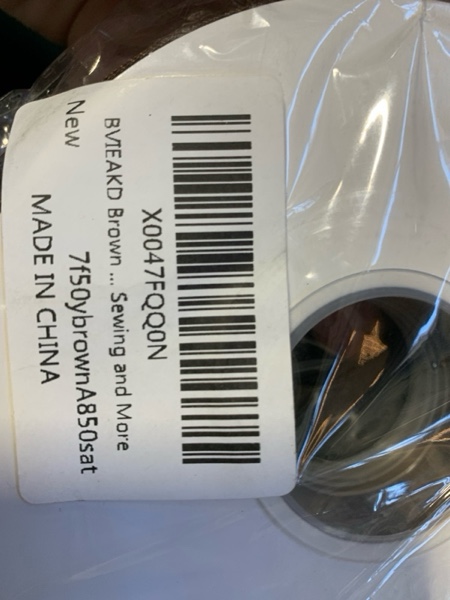 X0047FQQ0N
BVIEAKD Brown ... Sewing and More
New
7f50ybrownA850sat
MADE IN CHINA